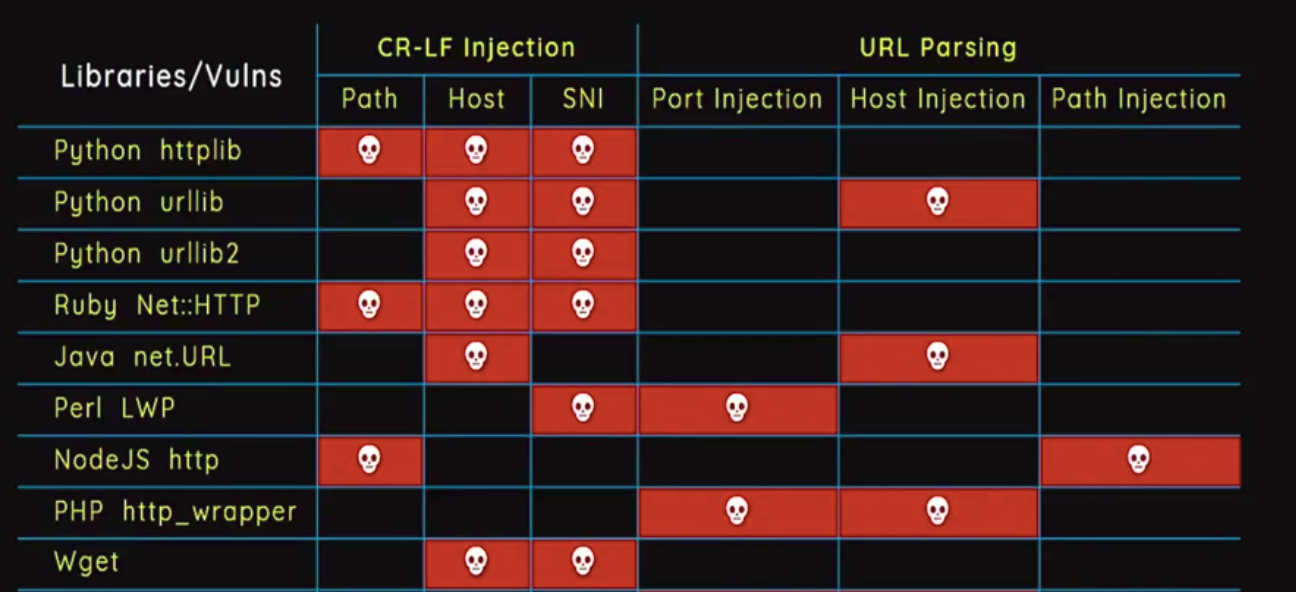 CR-LF Injection URL Parsing
Libraries/Vulns
Path Host SNI Port Injection Host Injection Path Injection
Python httplib
Python urllib
Python urllib2
Ruby Net::HTTP
Java net.URL
Perl LWP
NodeJS http
PHP http_wrapper
Wget